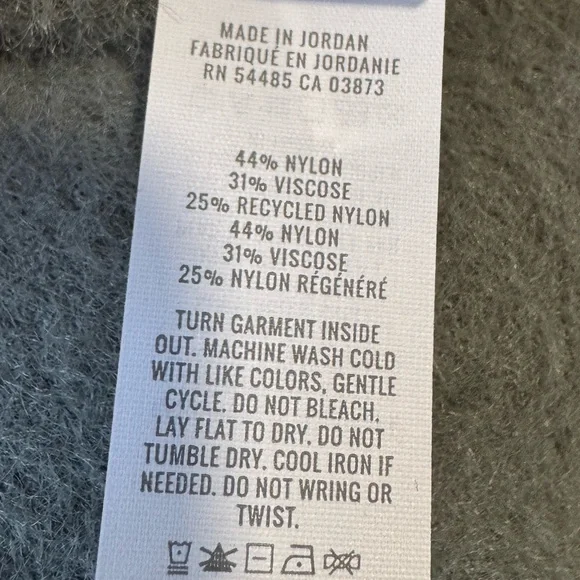 MADE IN JORDAN
FABRIQUÉ EN JORDANIE
RN 54485 CA 03873
44% NYLON
31% VISCOSE
25% RECYCLED NYLON
44% NYLON
31% VISCOSE
25% NYLON RÉGÉNÉRÉ
TURN GARMENT INSIDE
OUT. MACHINE WASH COLD
WITH LIKE COLORS, GENTLE
CYCLE. DO NOT BLEACH.
LAY FLAT TO DRY. DO NOT
TUMBLE DRY. COOL IRON IF
NEEDED. DO NOT WRING OR
TWIST.